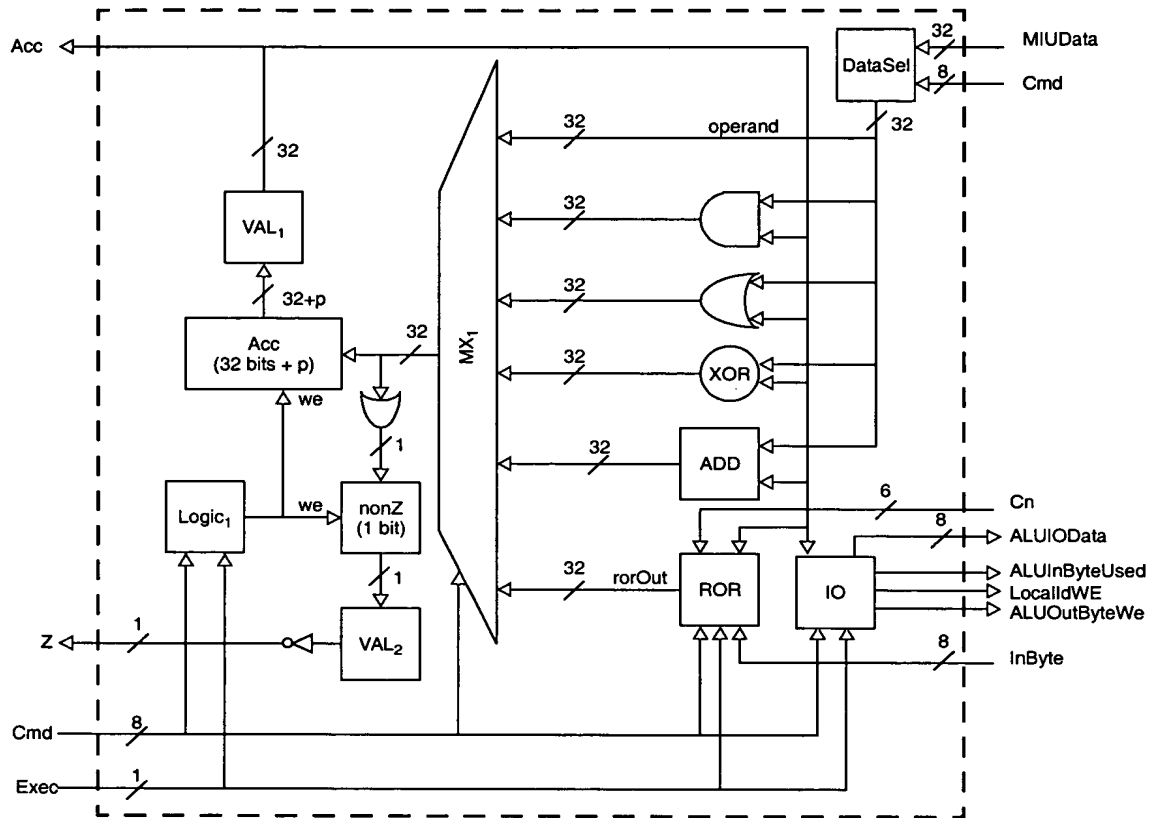 Acc
32
MIUData
8
Cmd
DataSel
32
32
operand
32
VAL₁
32
32+p
32
Acc
(32 bits + p)
32
MX₁
32
XOR
we
1
32
ADD
Logic₁
we
nonZ
(1 bit)
6
Cn
8
ALUIOData
1
32
rorOut
ROR
IO
ALUInByteUsed
LocalIdWE
ALUOutByteWe
Z
1
VAL₂
8
InByte
Cmd
8
Exec
1